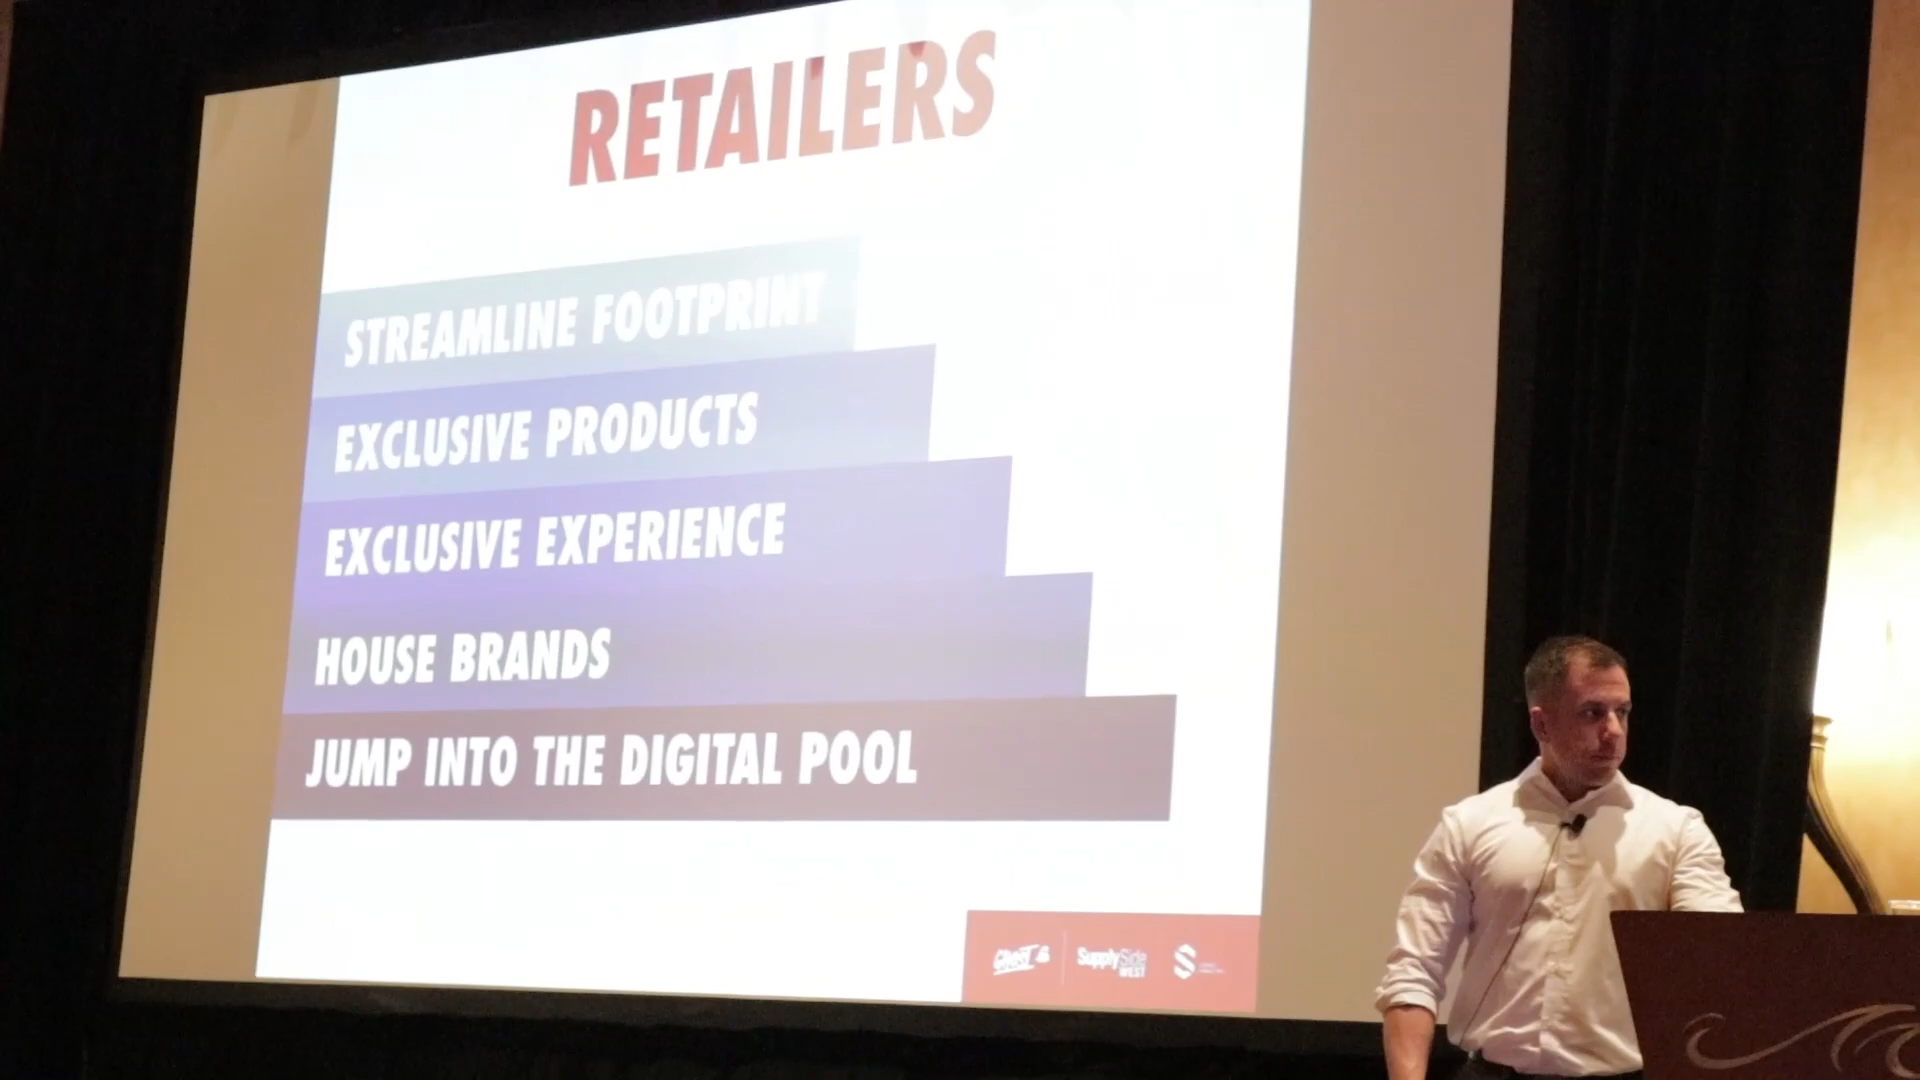 RETAILERS
STREAMLINE FOOTPRINT
EXCLUSIVE PRODUCTS
EXCLUSIVE EXPERIENCE
HOUSE BRANDS
JUMP INTO THE DIGITAL POOL
GHOST
SupplySide
WEST